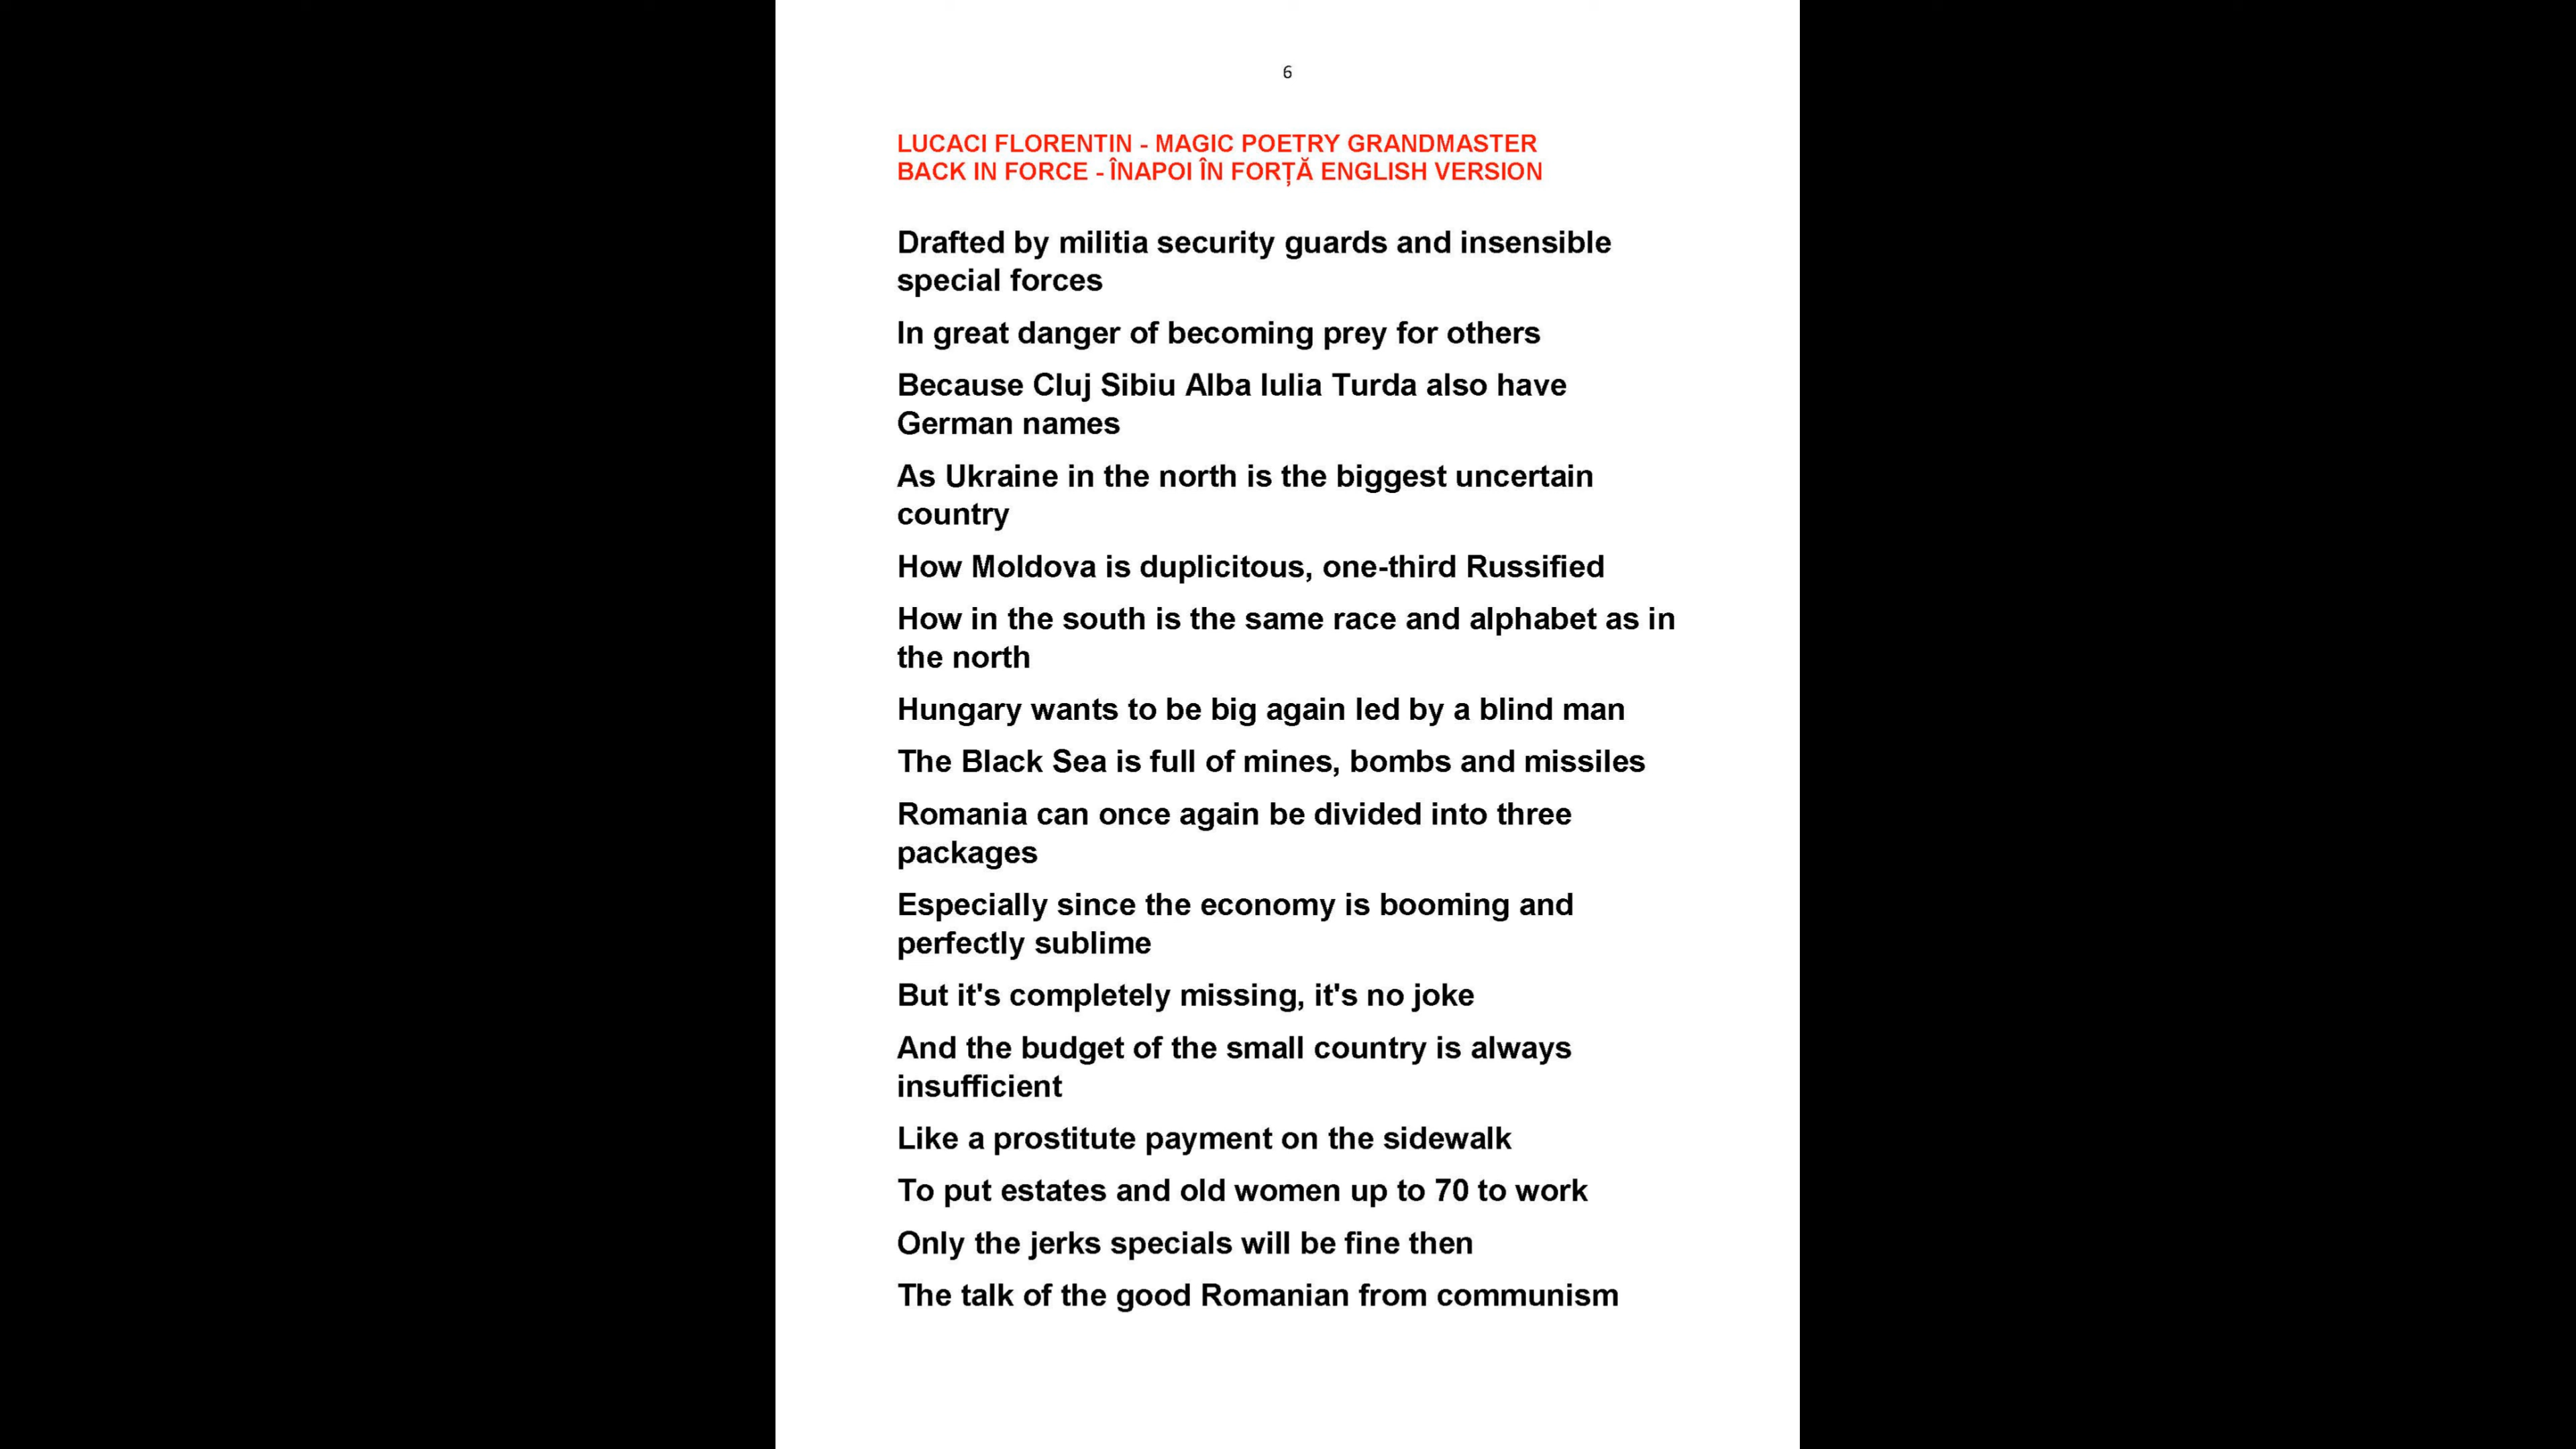 6
LUCACI FLORENTIN - MAGIC POETRY GRANDMASTER
BACK IN FORCE - ÎNAPOI ÎN FORȚĂ ENGLISH VERSION
Drafted by militia security guards and insensible
special forces
In great danger of becoming prey for others
Because Cluj Sibiu Alba Iulia Turda also have
German names
As Ukraine in the north is the biggest uncertain
country
How Moldova is duplicitous, one-third Russified
How in the south is the same race and alphabet as in
the north
Hungary wants to be big again led by a blind man
The Black Sea is full of mines, bombs and missiles
Romania can once again be divided into three
packages
Especially since the economy is booming and
perfectly sublime
But it's completely missing, it's no joke
And the budget of the small country is always
insufficient
Like a prostitute payment on the sidewalk
To put estates and old women up to 70 to work
Only the jerks specials will be fine then
The talk of the good Romanian from communism